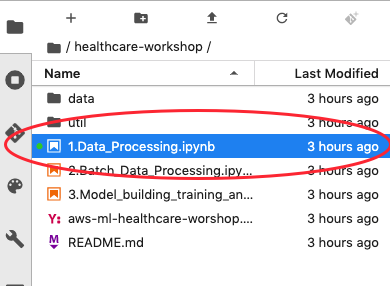 / healthcare-workshop /
Name Last Modified
data 3 hours ago
util 3 hours ago
1.Data_Processing.ipynb 3 hours ago
2.Batch_Data_Processing.ipy... 3 hours ago
3.Model_building_training_an... 3 hours ago
Y: aws-ml-healthcare-worshop.... 3 hours ago
M README.md 3 hours ago